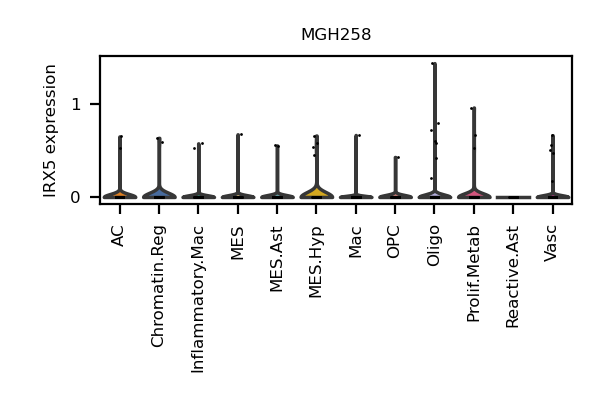 MGH258
IRX5 expression
1
0
AC
Chromatin.Reg
Inflammatory.Mac
MES
MES.Ast
MES.Hyp
Mac
OPC
Oligo
Prolif.Metab
Reactive.Ast
Vasc